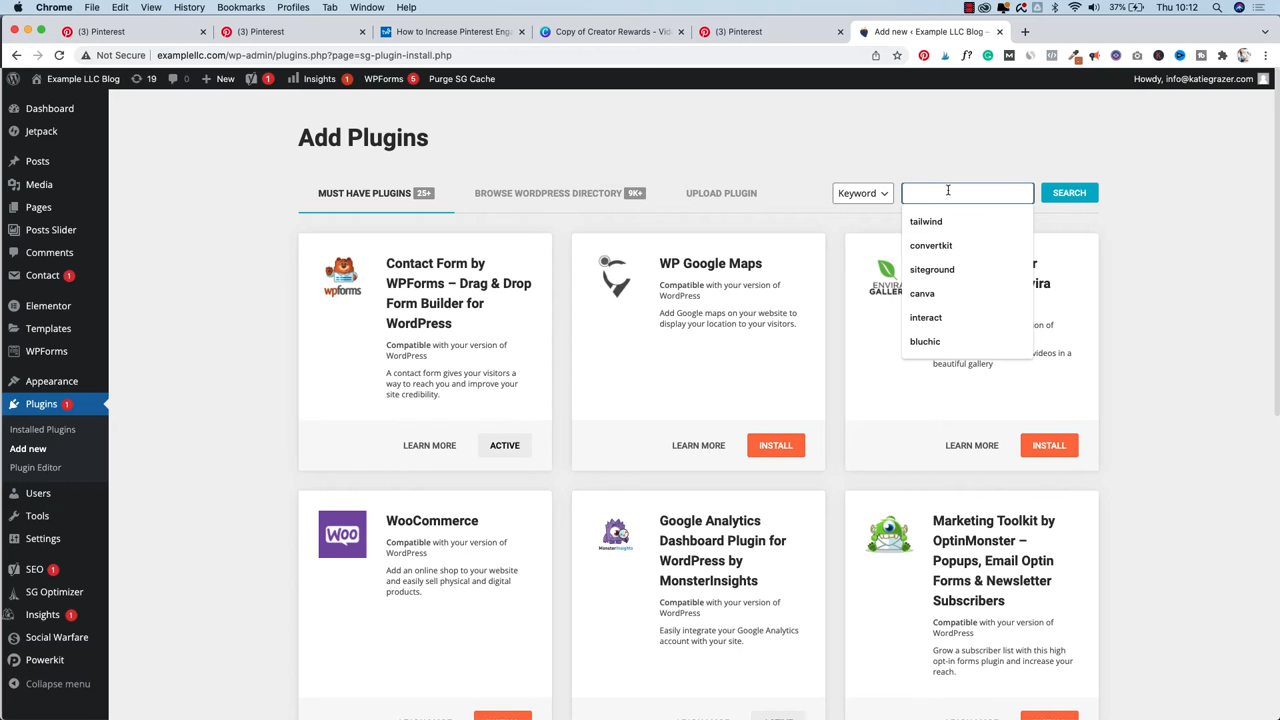 Chrome File Edit View History Bookmarks Profiles Tab Window Help 37% Thu 10:12
(3) Pinterest (3) Pinterest How to Increase Pinterest Eng Copy of Creator Rewards - Vid (3) Pinterest Add new ‹ Example LLC Blog —
Not Secure examplellc.com/wp-admin/plugins.php?page=sg-plugin-install.php
Example LLC Blog 19 0 + New 1 Insights 1 WPForms 5 Purge SG Cache Howdy, info@katiegrazer.com
Dashboard
Jetpack
Posts
Media
Pages
Posts Slider
Comments
Contact 1
Elementor
Templates
WPForms
Appearance
Plugins 1
Installed Plugins
Add new
Plugin Editor
Users
Tools
Settings
SEO 1
SG Optimizer
Insights 1
Social Warfare
Powerkit
Collapse menu
Add Plugins
MUST HAVE PLUGINS 25+ BROWSE WORDPRESS DIRECTORY 9K+ UPLOAD PLUGIN Keyword SEARCH
tailwind
convertkit
siteground
canva
interact
bluchic
wpforms
Contact Form by
WPForms – Drag & Drop
Form Builder for
WordPress
Compatible with your version of
WordPress
A contact form gives your visitors
a way to reach you and improve your
site credibility.
LEARN MORE ACTIVE
WP Google Maps
Compatible with your version of
WordPress
Add Google maps on your website to
display your location to your visitors.
LEARN MORE INSTALL
ENVIRA
GALLERY
beautiful gallery
LEARN MORE INSTALL
WOO
WooCommerce
Compatible with your version of
WordPress
Add an online shop to your website
and easily sell physical and digital
products.
MonsterInsights
Google Analytics
Dashboard Plugin for
WordPress by
MonsterInsights
Compatible with your version of
WordPress
Easily integrate your Google Analytics
account with your site.
Marketing Toolkit by
OptinMonster –
Popups, Email Optin
Forms & Newsletter
Subscribers
Compatible with your version of
WordPress
Grow a subscriber list with this high
opt-in forms plugin and increase your
reach.